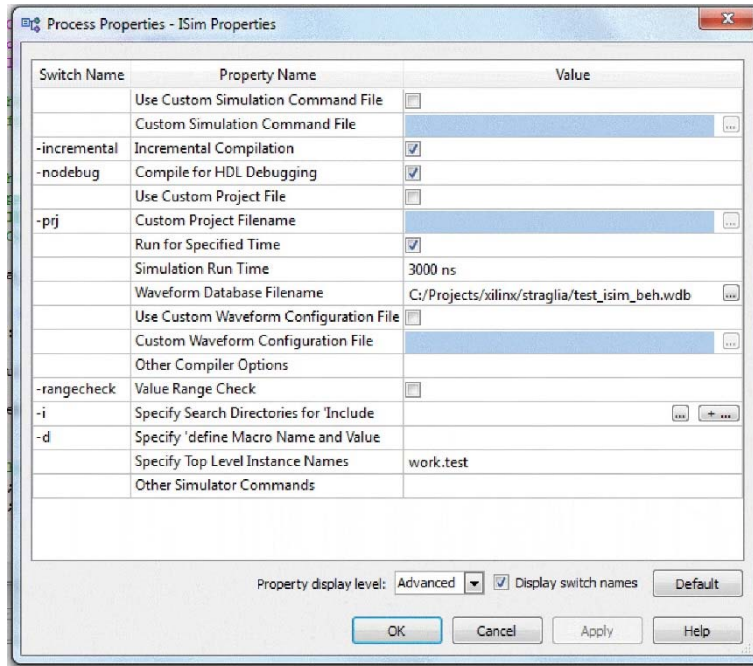 Process Properties - ISim Properties
x
Switch Name Property Name Value
Use Custom Simulation Command File
Custom Simulation Command File ...
-incremental Incremental Compilation
-nodebug Compile for HDL Debugging
Use Custom Project File
-prj Custom Project Filename ...
Run for Specified Time
Simulation Run Time 3000 ns
Waveform Database Filename C:/Projects/xilinx/straglia/test_isim_beh.wdb ...
Use Custom Waveform Configuration File
Custom Waveform Configuration File ...
Other Compiler Options
-rangecheck Value Range Check
-i Specify Search Directories for 'Include ... + ...
-d Specify 'define Macro Name and Value
Specify Top Level Instance Names work.test
Other Simulator Commands
Property display level: Advanced Display switch names Default
OK Cancel Apply Help